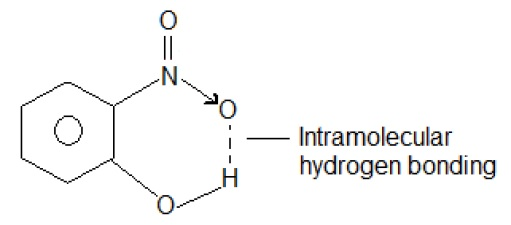 O
N
O
Intramolecular
hydrogen bonding
H
O